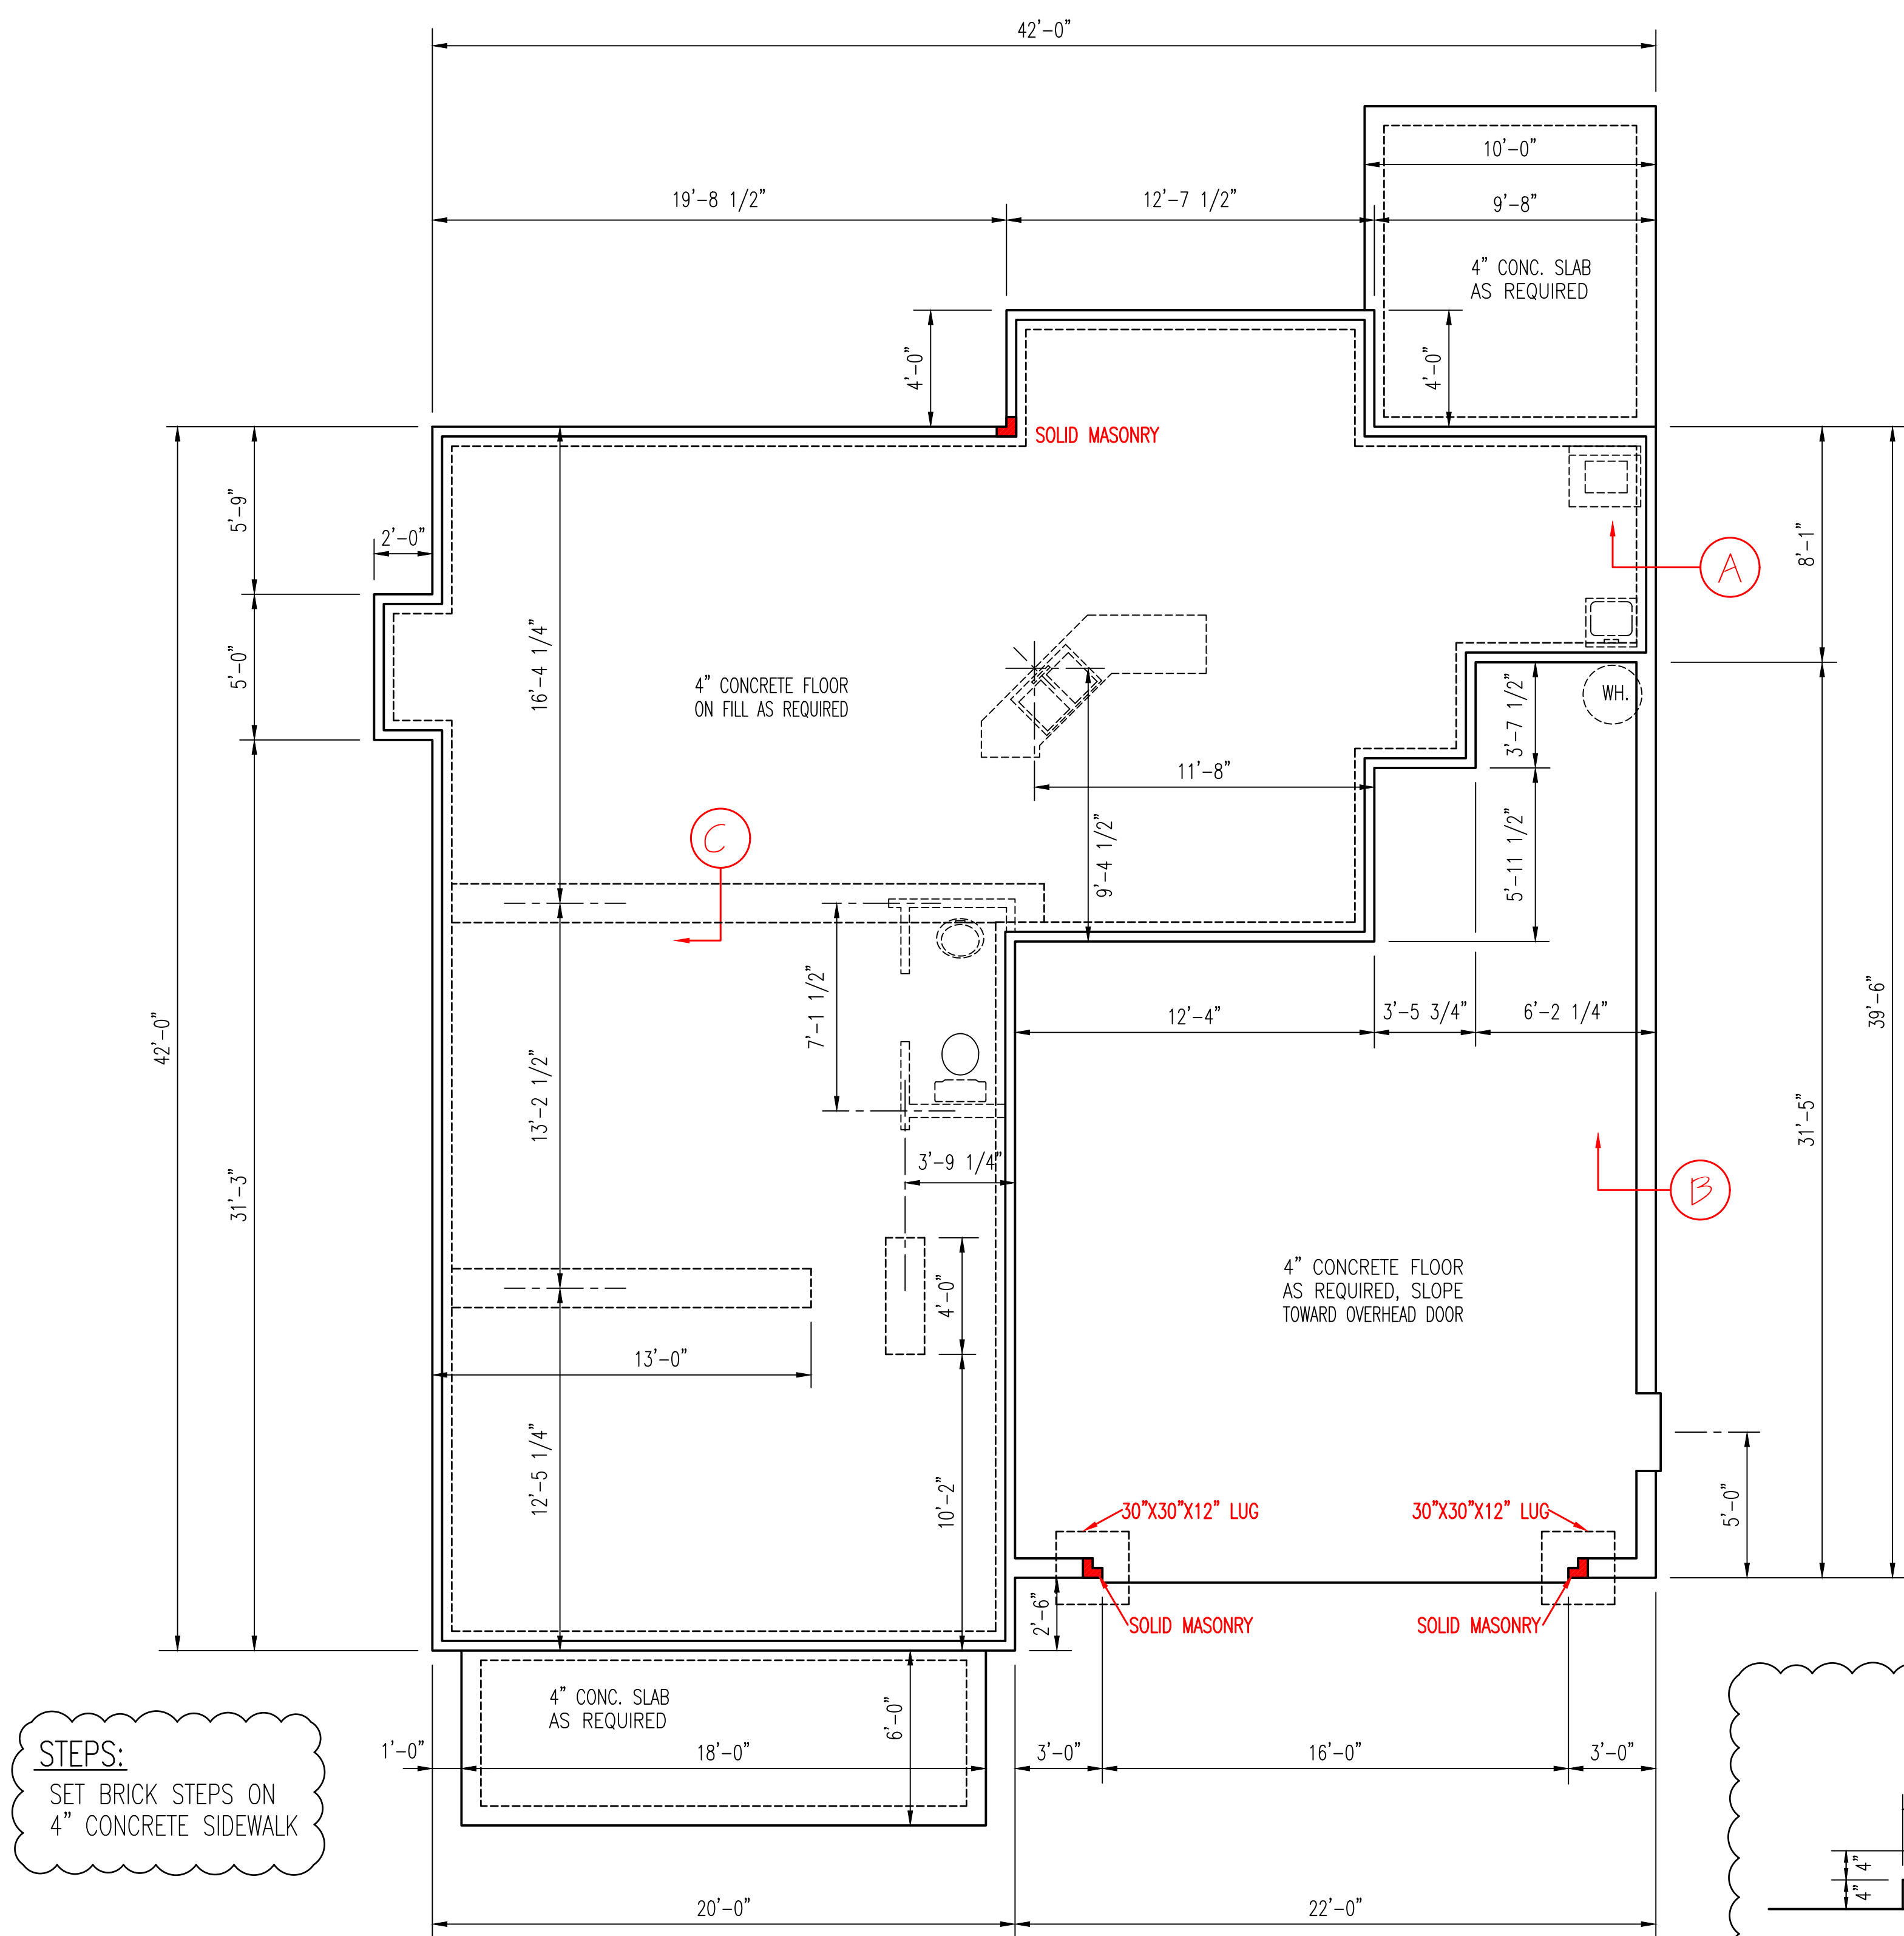 42'-0"
10'-0"
19'-8 1/2"
12'-7 1/2"
9'-8"
4" CONC. SLAB
AS REQUIRED
4'-0"
4'-0"
SOLID MASONRY
5'-9"
2'-0"
8'-1"
A
5'-0"
16'-4 1/4"
4" CONCRETE FLOOR
ON FILL AS REQUIRED
WH.
3'-7 1/2"
11'-8"
C
9'-4 1/2"
5'-11 1/2"
7'-1 1/2"
12'-4"
3'-5 3/4"
6'-2 1/4"
39'-6"
42'-0"
13'-2 1/2"
31'-5"
3'-9 1/4"
B
31'-3"
4" CONCRETE FLOOR
AS REQUIRED, SLOPE
TOWARD OVERHEAD DOOR
4'-0"
13'-0"
12'-5 1/4"
10'-2"
5'-0"
30"X30"X12" LUG
30"X30"X12" LUG
2'-6"
SOLID MASONRY
SOLID MASONRY
4" CONC. SLAB
AS REQUIRED
6'-0"
1'-0"
18'-0"
3'-0"
16'-0"
3'-0"
STEPS:
SET BRICK STEPS ON
4" CONCRETE SIDEWALK
4"
4"
20'-0"
22'-0"